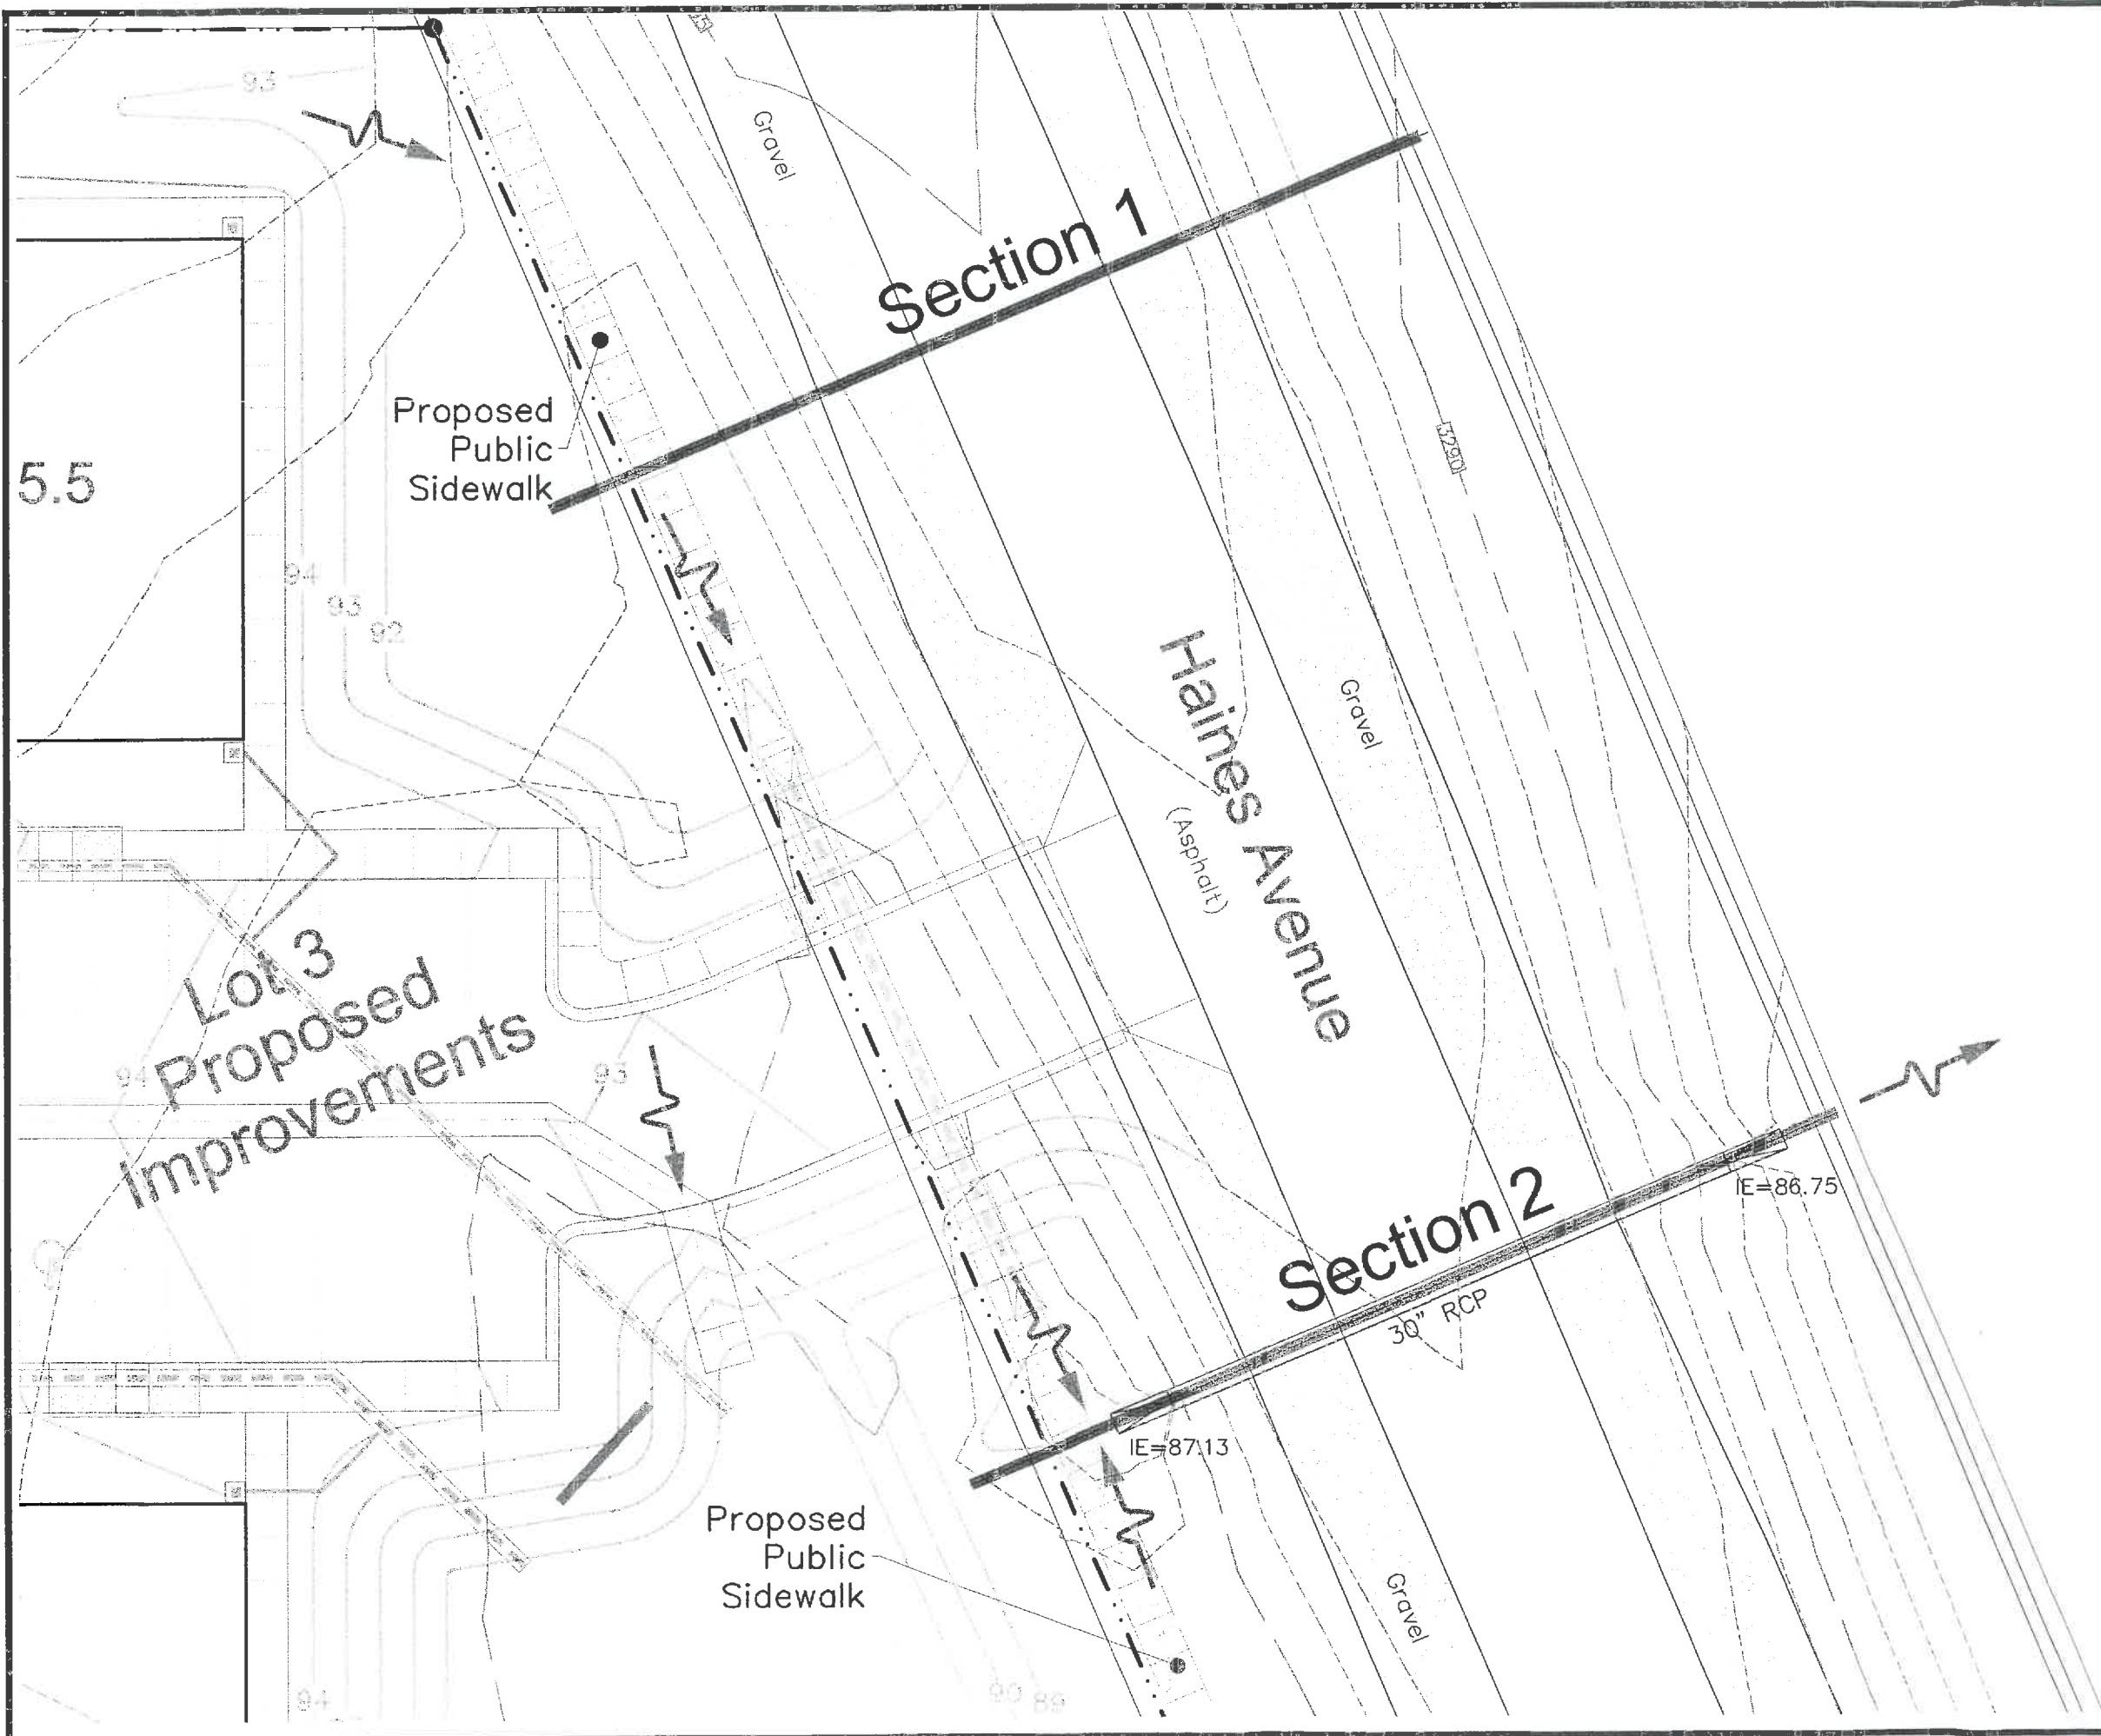 93
Gravel
Section 1
Proposed
Public
Sidewalk
5.5
3290
94
93
92
Haines Avenue
(Asphalt)
Gravel
Lot 3
Proposed
Improvements
94
93
Section 2
IE=86.75
30" RCP
IE=87.13
Proposed
Public
Sidewalk
Gravel
94
90 89